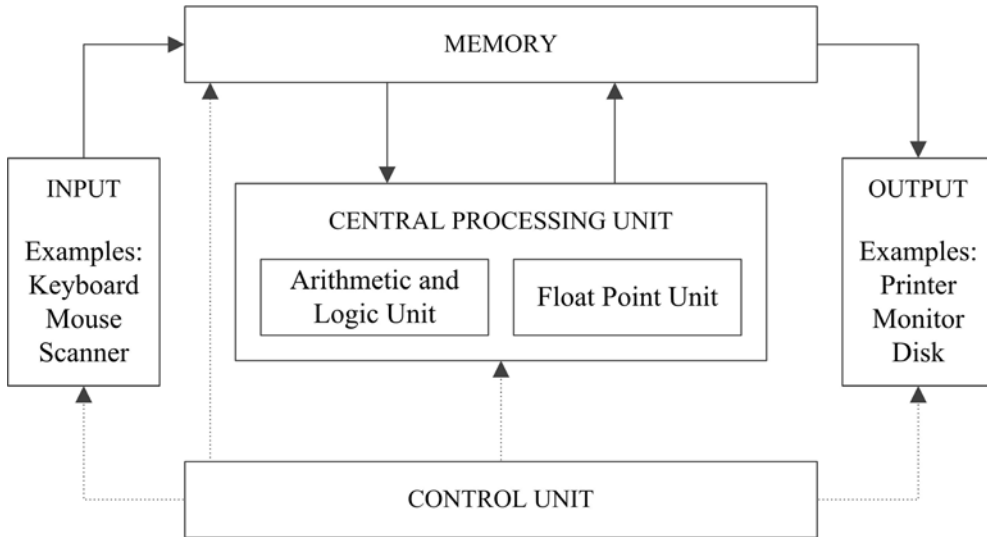 MEMORY
INPUT
Examples:
Keyboard
Mouse
Scanner
CENTRAL PROCESSING UNIT
Arithmetic and
Logic Unit
Float Point Unit
OUTPUT
Examples:
Printer
Monitor
Disk
CONTROL UNIT